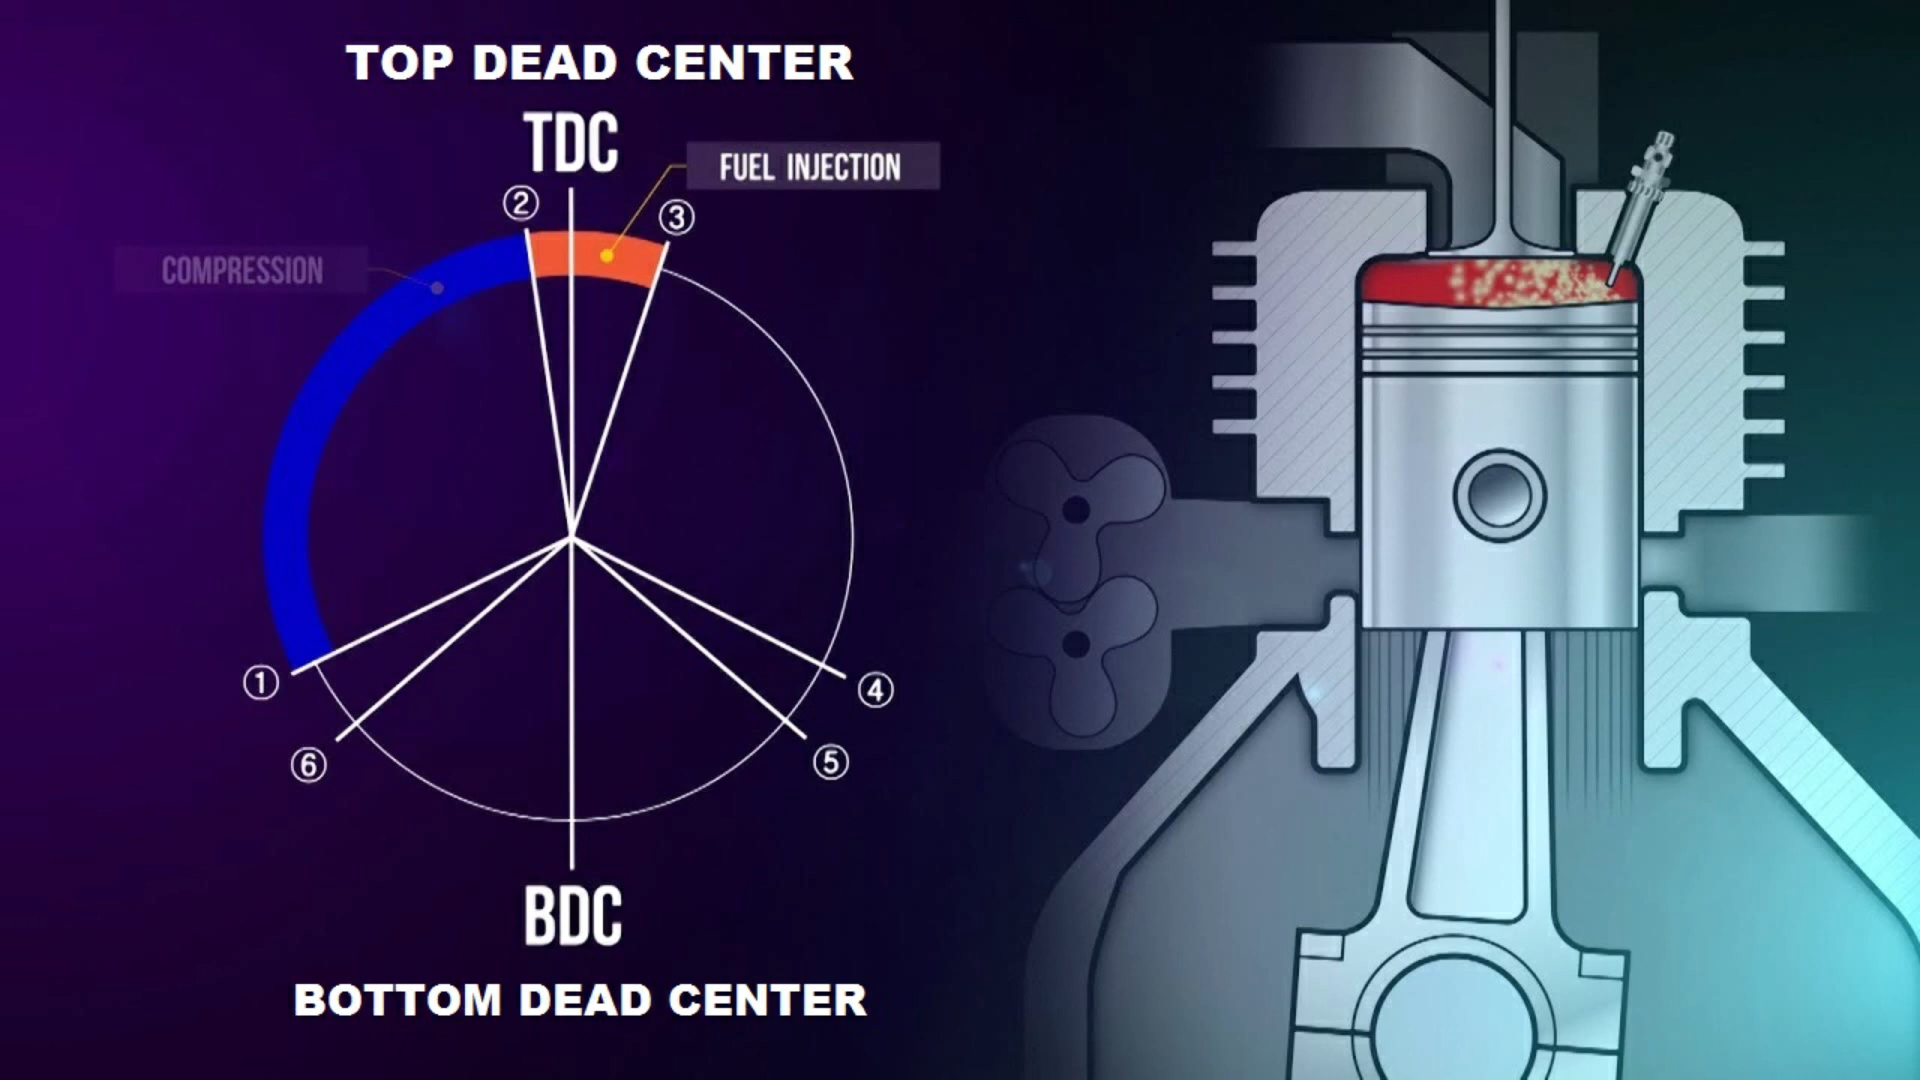 TOP DEAD CENTER
TDC
FUEL INJECTION
②
③
COMPRESSION
①
④
⑥
⑤
BDC
BOTTOM DEAD CENTER